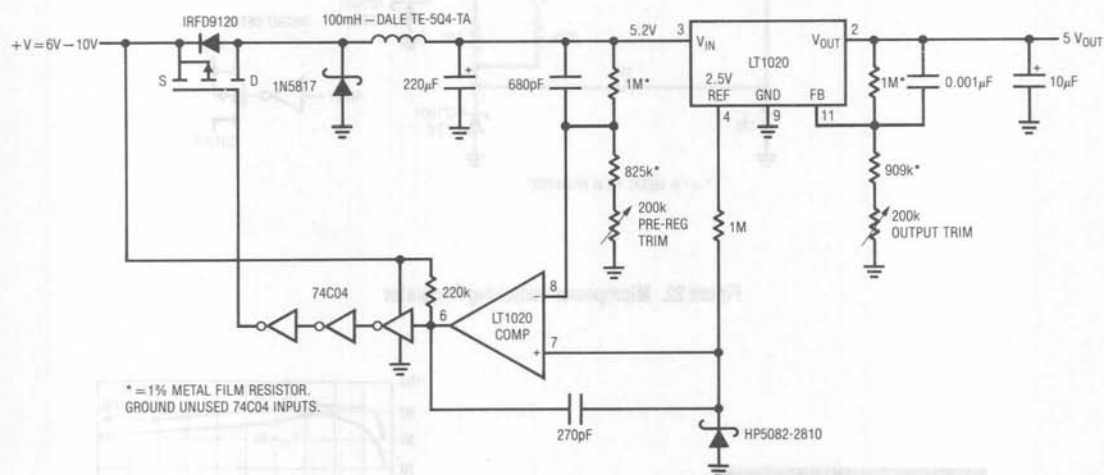 IRFD9120
100mH – DALE TE-5Q4-TA
+V = 6V – 10V
S
D
1N5817
+
220µF
680pF
1M*
5.2V
3
VIN
VOUT
2
LT1020
2.5V
REF
GND
FB
4
9
11
5 VOUT
1M*
0.001µF
+
10µF
825k*
200k
PRE-REG
TRIM
1M
909k*
200k
OUTPUT TRIM
74C04
220k
6
LT1020
COMP
–
8
+
7
270pF
HP5082-2810
* = 1% METAL FILM RESISTOR.
GROUND UNUSED 74C04 INPUTS.